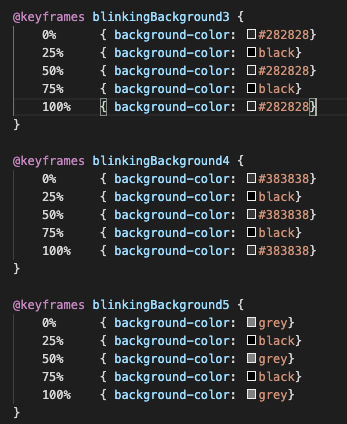 @keyframes blinkingBackground3 {
    0%      { background-color: #282828}
    25%     { background-color: black}
    50%     { background-color: #282828}
    75%     { background-color: black}
    100%    { background-color: #282828}
}
@keyframes blinkingBackground4 {
    0%      { background-color: #383838}
    25%     { background-color: black}
    50%     { background-color: #383838}
    75%     { background-color: black}
    100%    { background-color: #383838}
}
@keyframes blinkingBackground5 {
    0%      { background-color: grey}
    25%     { background-color: black}
    50%     { background-color: grey}
    75%     { background-color: black}
    100%    { background-color: grey}
}